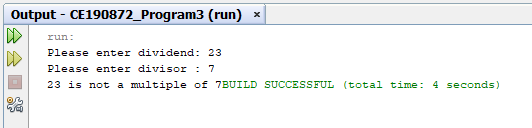 Output - CE190872_Program3 (run) ×
run:
Please enter dividend: 23
Please enter divisor : 7
23 is not a multiple of 7BUILD SUCCESSFUL (total time: 4 seconds)